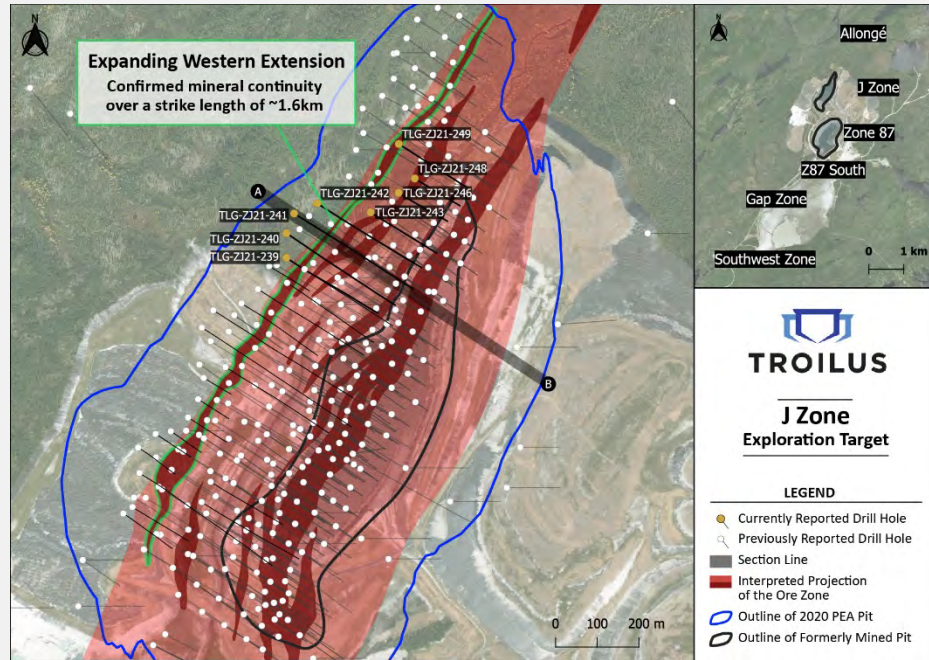 N
Expanding Western Extension
Confirmed mineral continuity
over a strike length of ~1.6km
TLG-ZJ21-249
TLG-ZJ21-248
TLG-ZJ21-242
TLG-ZJ21-246
A
TLG-ZJ21-241
TLG-ZJ21-243
TLG-ZJ21-240
TLG-ZJ21-239
B
0 100 200 m
N
Allongé
J Zone
Zone 87
Z87 South
Gap Zone
Southwest Zone
0 1 km
TROILUS
J Zone
Exploration Target
LEGEND
Currently Reported Drill Hole
Previously Reported Drill Hole
Section Line
Interpreted Projection
of the Ore Zone
Outline of 2020 PEA Pit
Outline of Formerly Mined Pit